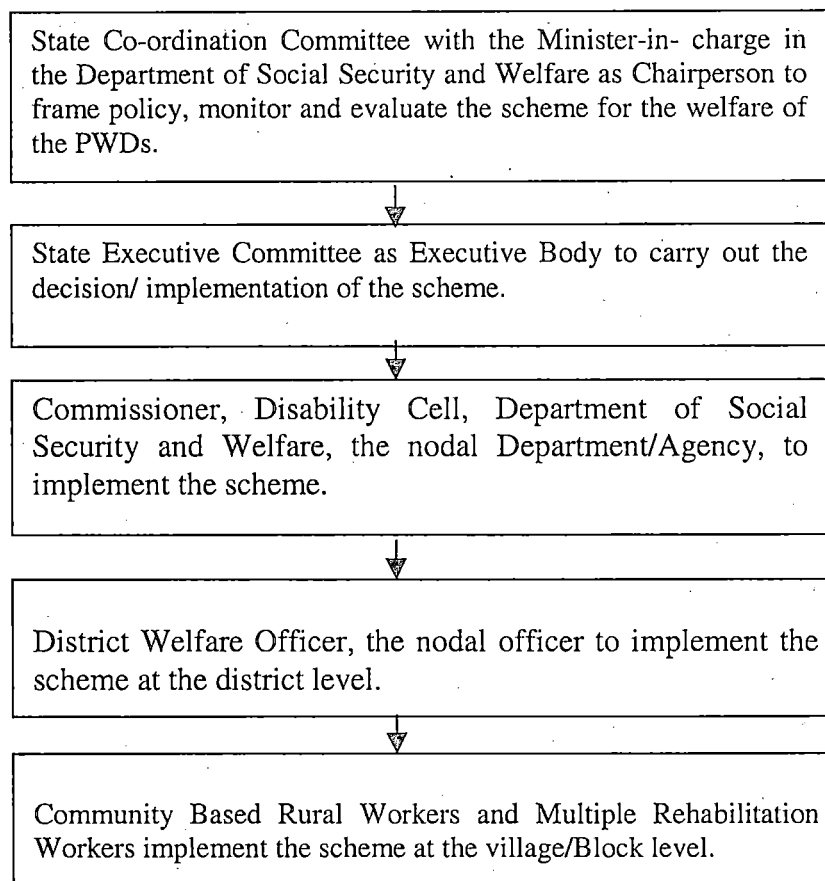 State Co-ordination Committee with the Minister-in- charge in
the Department of Social Security and Welfare as Chairperson to
frame policy, monitor and evaluate the scheme for the welfare of
the PWDs.
State Executive Committee as Executive Body to carry out the
decision/ implementation of the scheme.
Commissioner, Disability Cell, Department of Social
Security and Welfare, the nodal Department/Agency, to
implement the scheme.
District Welfare Officer, the nodal officer to implement the
scheme at the district level.
Community Based Rural Workers and Multiple Rehabilitation
Workers implement the scheme at the village/Block level.